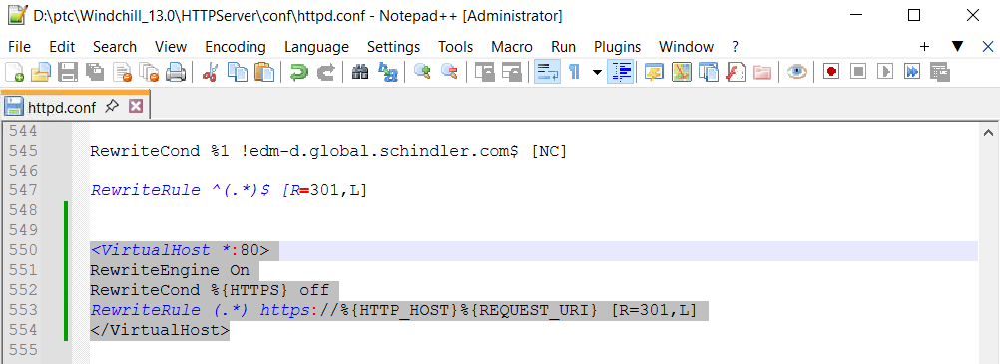 D:\ptc\Windchill_13.0\HTTPServer\conf\httpd.conf - Notepad++ [Administrator]
File Edit Search View Encoding Language Settings Tools Macro Run Plugins Window ?
httpd.conf
544
545 RewriteCond %1 !edm-d.global.schindler.com$ [NC]
546
547 RewriteRule ^(.*)$ [R=301,L]
548
549
550 <VirtualHost *:80>
551 RewriteEngine On
552 RewriteCond %{HTTPS} off
553 RewriteRule (.*) https://%{HTTP_HOST}%{REQUEST_URI} [R=301,L]
554 </VirtualHost>
555